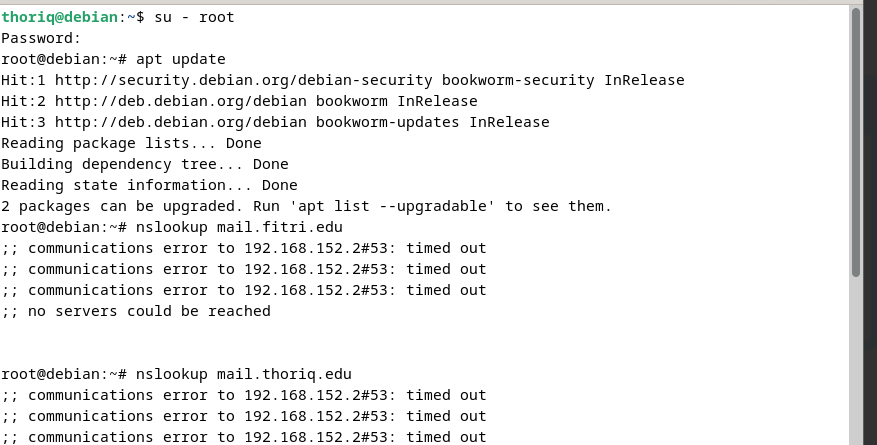 thoriq@debian:~$ su - root
Password:
root@debian:~# apt update
Hit:1 http://security.debian.org/debian-security bookworm-security InRelease
Hit:2 http://deb.debian.org/debian bookworm InRelease
Hit:3 http://deb.debian.org/debian bookworm-updates InRelease
Reading package lists... Done
Building dependency tree... Done
Reading state information... Done
2 packages can be upgraded. Run 'apt list --upgradable' to see them.
root@debian:~# nslookup mail.fitri.edu
;; communications error to 192.168.152.2#53: timed out
;; communications error to 192.168.152.2#53: timed out
;; communications error to 192.168.152.2#53: timed out
;; no servers could be reached
root@debian:~# nslookup mail.thoriq.edu
;; communications error to 192.168.152.2#53: timed out
;; communications error to 192.168.152.2#53: timed out
;; communications error to 192.168.152.2#53: timed out